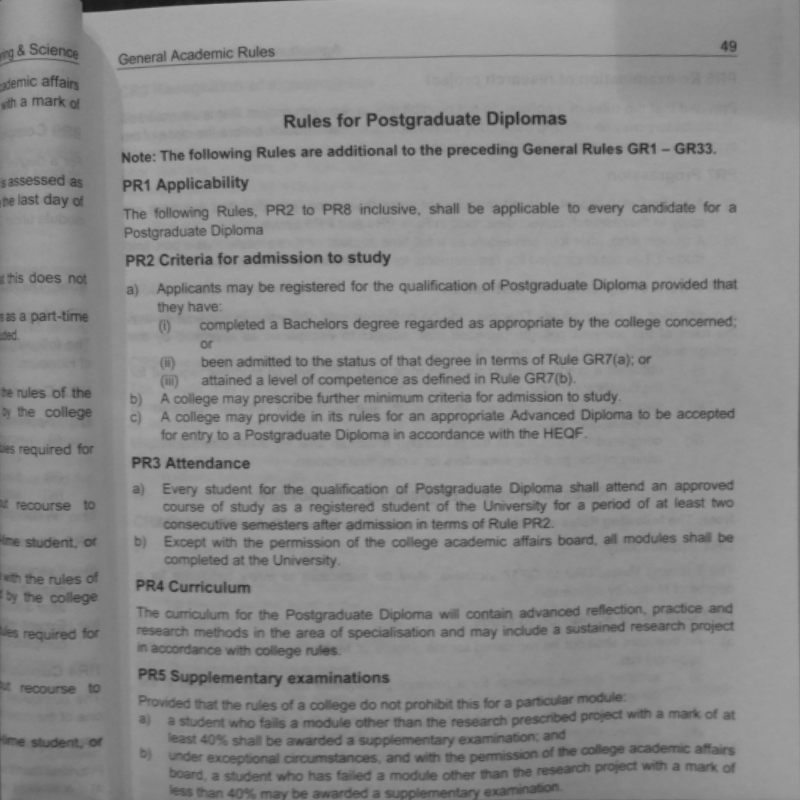 ring & Science
academic affairs
with a mark of
is assessed as
the last day of
t this does not
s as a part-time
the rules of the
by the college
ules required for
ut recourse to
time student, or
with the rules of
by the college
ules required for
ut recourse to
time student, or
General Academic Rules 49
Rules for Postgraduate Diplomas
Note: The following Rules are additional to the preceding General Rules GR1 – GR33.
PR1 Applicability
The following Rules, PR2 to PR8 inclusive, shall be applicable to every candidate for a
Postgraduate Diploma
PR2 Criteria for admission to study
a) Applicants may be registered for the qualification of Postgraduate Diploma provided that
they have:
(i) completed a Bachelors degree regarded as appropriate by the college concerned;
or
(ii) been admitted to the status of that degree in terms of Rule GR7(a); or
(iii) attained a level of competence as defined in Rule GR7(b).
b) A college may prescribe further minimum criteria for admission to study.
c) A college may provide in its rules for an appropriate Advanced Diploma to be accepted
for entry to a Postgraduate Diploma in accordance with the HEQF.
PR3 Attendance
a) Every student for the qualification of Postgraduate Diploma shall attend an approved
course of study as a registered student of the University for a period of at least two
consecutive semesters after admission in terms of Rule PR2.
b) Except with the permission of the college academic affairs board, all modules shall be
completed at the University.
PR4 Curriculum
The curriculum for the Postgraduate Diploma will contain advanced reflection, practice and
research methods in the area of specialisation and may include a sustained research project
in accordance with college rules.
PR5 Supplementary examinations
Provided that the rules of a college do not prohibit this for a particular module:
a) a student who fails a module other than the research prescribed project with a mark of at
least 40% shall be awarded a supplementary examination; and
b) under exceptional circumstances, and with the permission of the college academic affairs
board, a student who has failed a module other than the research project with a mark of
less than 40% may be awarded a supplementary examination.